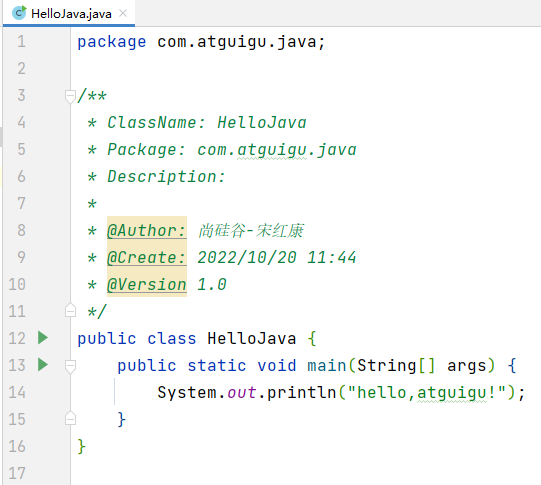 HelloJava.java
1 package com.atguigu.java;
2
3 /**
4  * ClassName: HelloJava
5  * Package: com.atguigu.java
6  * Description:
7  *
8  * @Author: 尚硅谷-宋红康
9  * @Create: 2022/10/20 11:44
10  * @Version 1.0
11  */
12 public class HelloJava {
13     public static void main(String[] args) {
14         System.out.println("hello,atguigu!");
15     }
16 }
17